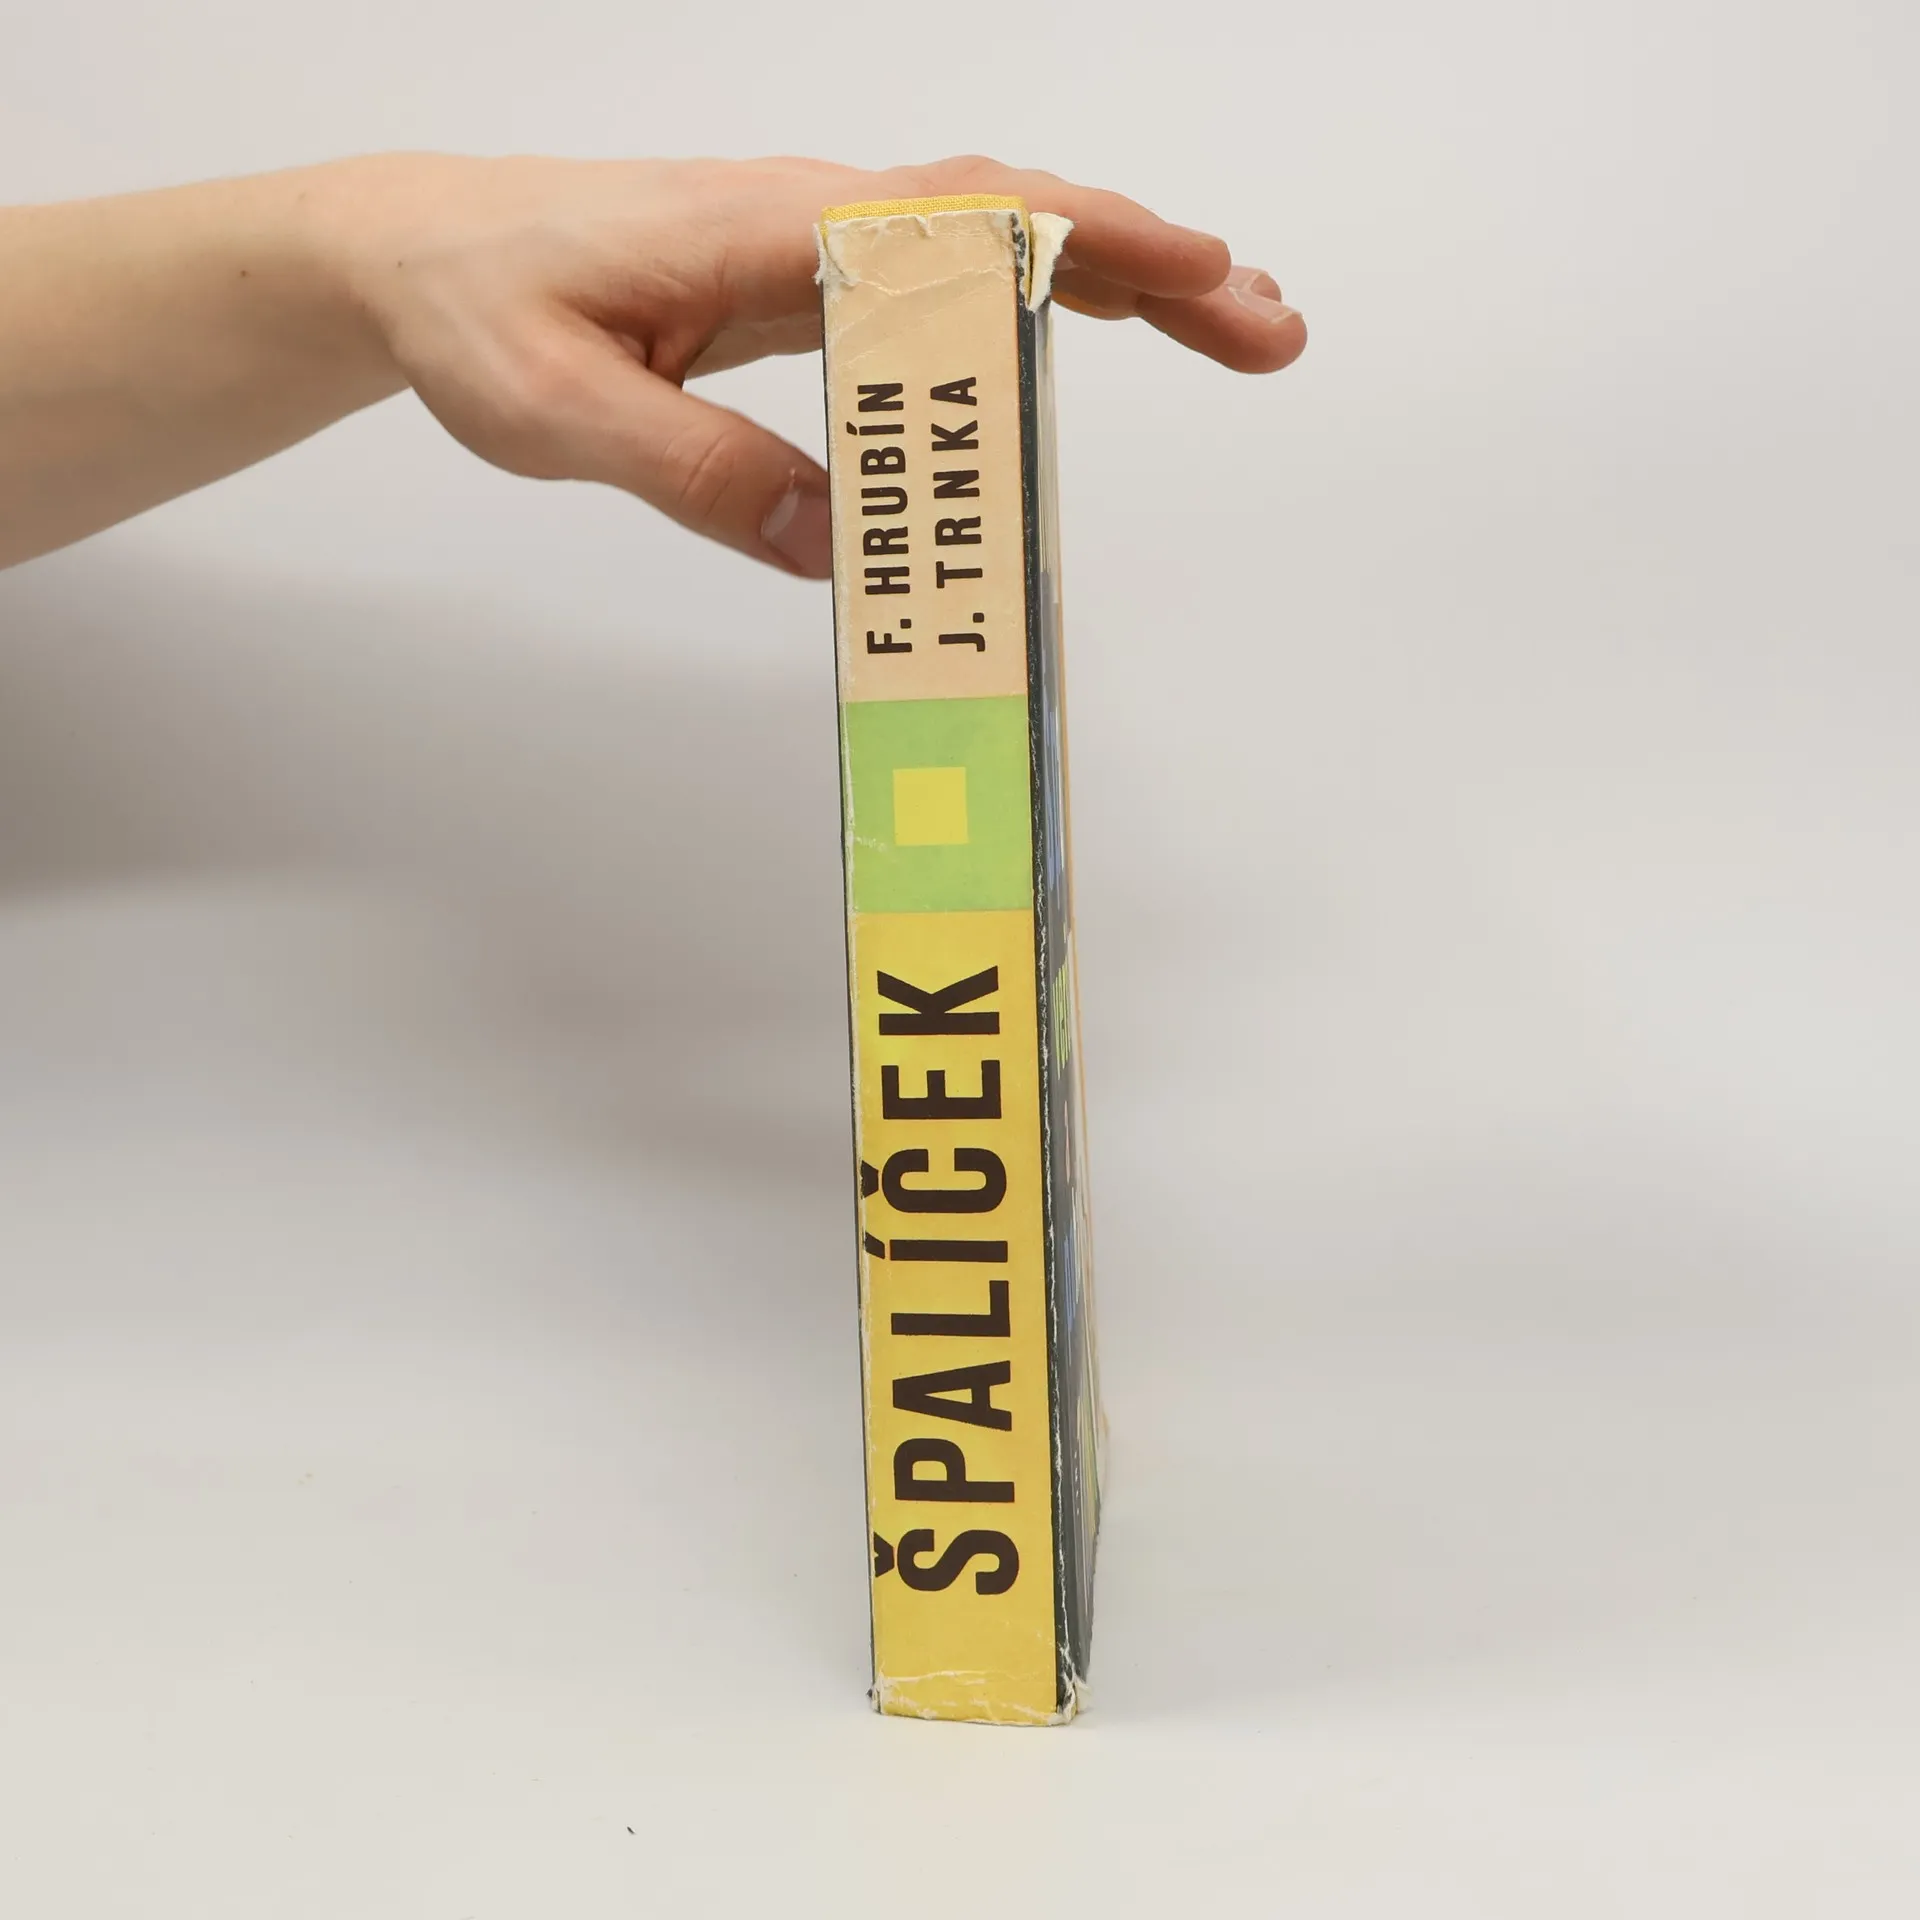 F. HRUBÍN
J. TRNKA
ŠPALÍČEK